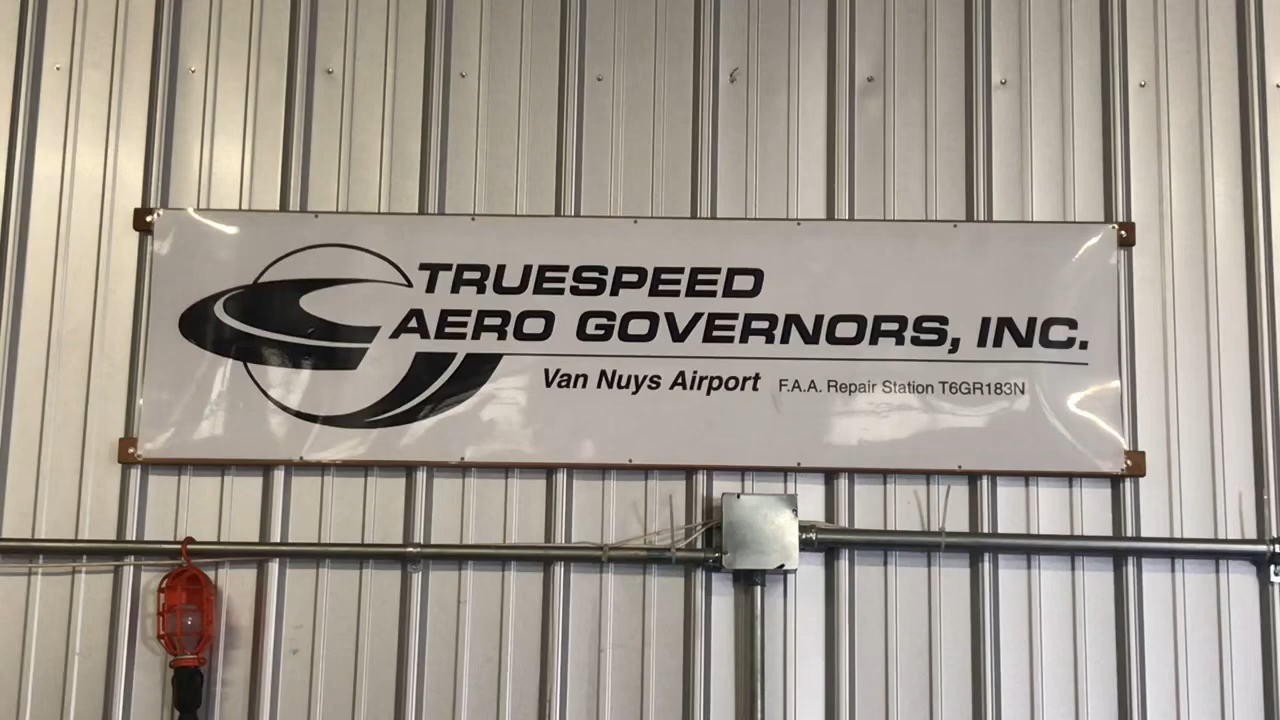 TRUESPEED
AERO GOVERNORS, INC.
Van Nuys Airport F.A.A. Repair Station T6GR183N